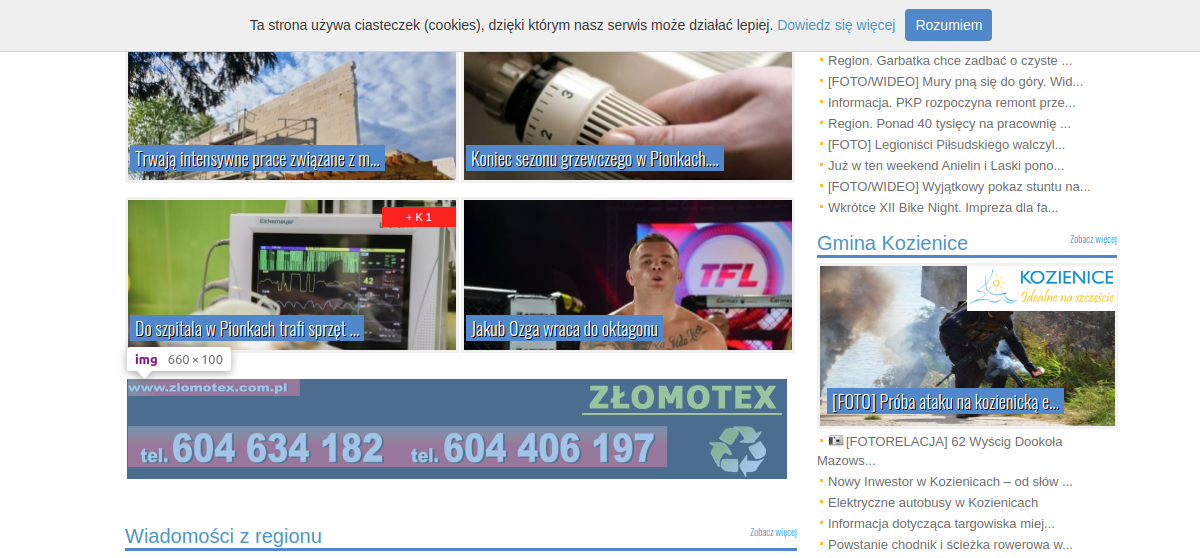 Ta strona używa ciasteczek (cookies), dzięki którym nasz serwis może działać lepiej. Dowiedz się więcej Rozumiem
Trwają intensywne prace związane z m...
Koniec sezonu grzewczego w Pionkach....
3
2
+ K 1
Eickemeyer
42
Do szpitala w Pionkach trafi sprzęt ...
TFL
Jakub Ozga wraca do oktagonu
img 660 × 100
www.zlomotex.com.pl
ZŁOMOTEX
tel. 604 634 182 tel. 604 406 197
Wiadomości z regionu
Zobacz więcej
Region. Garbatka chce zadbać o czyste ...
[FOTO/WIDEO] Mury pną się do góry. Wid...
Informacja. PKP rozpoczyna remont prze...
Region. Ponad 40 tysięcy na pracownię ...
[FOTO] Legioniści Piłsudskiego walczyl...
Już w ten weekend Anielin i Laski pono...
[FOTO/WIDEO] Wyjątkowy pokaz stuntu na...
Wkrótce XII Bike Night. Impreza dla fa...
Gmina Kozienice
Zobacz więcej
KOZIENICE
Idealne na szczęście
[FOTO] Próba ataku na kozienicką e...
[FOTORELACJA] 62 Wyścig Dookoła
Mazows...
Nowy Inwestor w Kozienicach – od słów ...
Elektryczne autobusy w Kozienicach
Informacja dotycząca targowiska miej...
Powstanie chodnik i ścieżka rowerowa w...